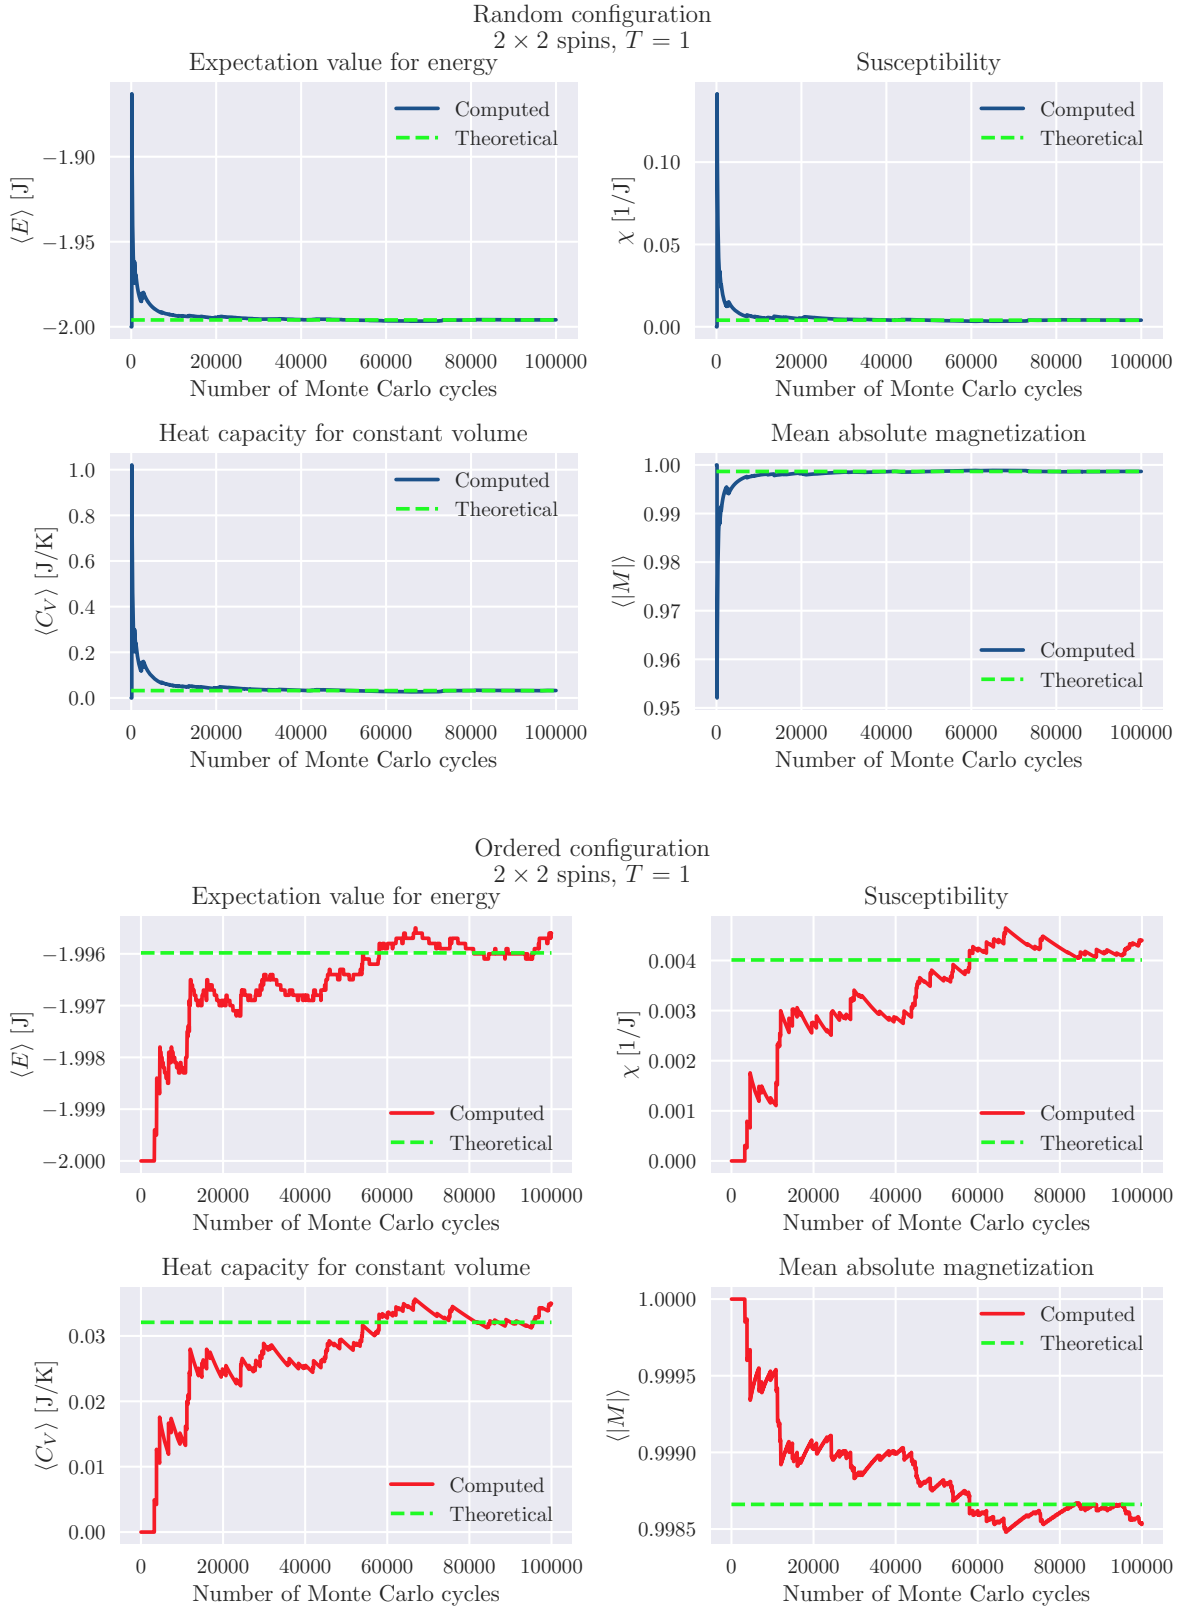 Random configuration
2 × 2 spins, T = 1
Expectation value for energy
Computed
Theoretical
−1.90
−1.95
−2.00
⟨E⟩ [J]
0 20000 40000 60000 80000 100000
Number of Monte Carlo cycles
Susceptibility
Computed
Theoretical
0.10
0.05
0.00
χ [1/J]
0 20000 40000 60000 80000 100000
Number of Monte Carlo cycles
Heat capacity for constant volume
Computed
Theoretical
1.0
0.8
0.6
0.4
0.2
0.0
⟨C_V⟩ [J/K]
0 20000 40000 60000 80000 100000
Number of Monte Carlo cycles
Mean absolute magnetization
1.00
0.99
0.98
0.97
0.96
0.95
⟨|M|⟩
Computed
Theoretical
0 20000 40000 60000 80000 100000
Number of Monte Carlo cycles
Ordered configuration
2 × 2 spins, T = 1
Expectation value for energy
−1.996
−1.997
−1.998
−1.999
−2.000
⟨E⟩ [J]
Computed
Theoretical
0 20000 40000 60000 80000 100000
Number of Monte Carlo cycles
Susceptibility
0.004
0.003
0.002
0.001
0.000
χ [1/J]
Computed
Theoretical
0 20000 40000 60000 80000 100000
Number of Monte Carlo cycles
Heat capacity for constant volume
0.03
0.02
0.01
0.00
⟨C_V⟩ [J/K]
Computed
Theoretical
0 20000 40000 60000 80000 100000
Number of Monte Carlo cycles
Mean absolute magnetization
Computed
Theoretical
1.0000
0.9995
0.9990
0.9985
⟨|M|⟩
0 20000 40000 60000 80000 100000
Number of Monte Carlo cycles